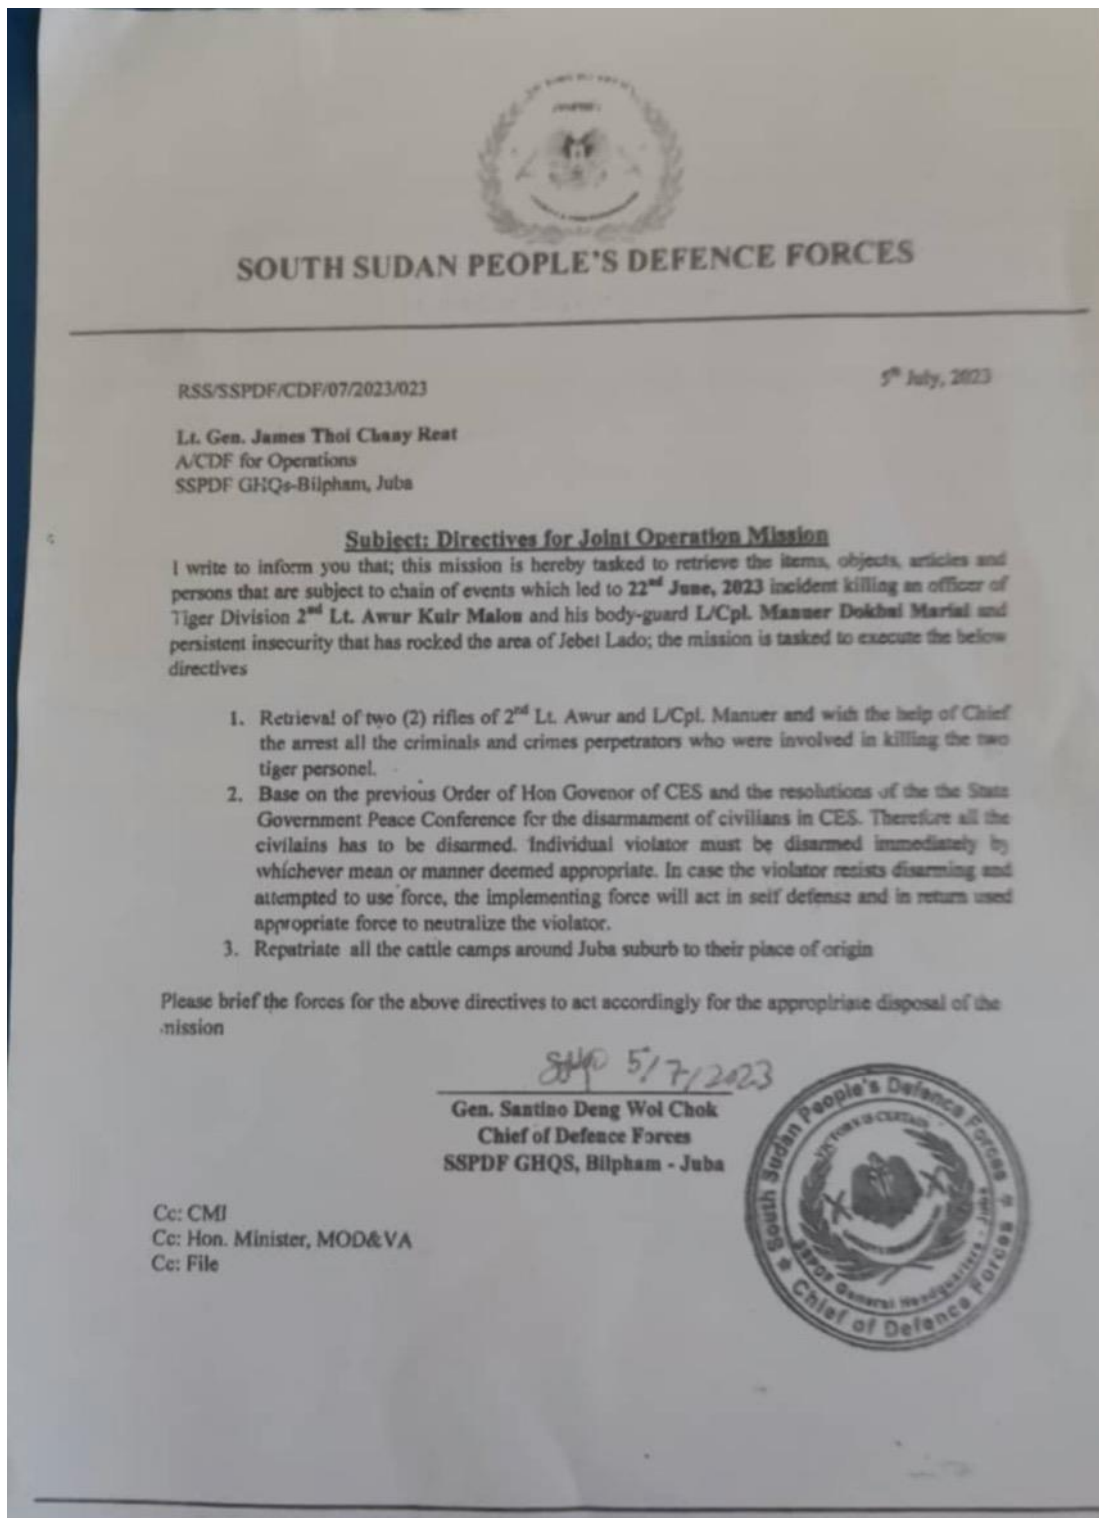 SOUTH SUDAN PEOPLE'S DEFENCE FORCES
RSS/SSPDF/CDF/07/2023/023
5th July, 2023
Lt. Gen. James Thoi Chany Reat
A/CDF for Operations
SSPDF GHQs-Bilpham, Juba
Subject: Directives for Joint Operation Mission
I write to inform you that; this mission is hereby tasked to retrieve the items, objects, articles and
persons that are subject to chain of events which led to 22nd June, 2023 incident killing an officer of
Tiger Division 2nd Lt. Awur Kuir Malou and his body-guard L/Cpl. Manuer Dokbai Marial and
persistent insecurity that has rocked the area of Jebel Lado; the mission is tasked to execute the below
directives
1. Retrieval of two (2) rifles of 2nd Lt. Awur and L/Cpl. Manuer and with the help of Chief
the arrest all the criminals and crimes perpetrators who were involved in killing the two
tiger personel.
2. Base on the previous Order of Hon Govenor of CES and the resolutions of the the State
Government Peace Conference for the disarmament of civilians in CES. Therefore all the
civilains has to be disarmed. Individual violator must be disarmed immediately by
whichever mean or manner deemed appropriate. In case the violator resists disarming and
attempted to use force, the implementing force will act in self defense and in return used
appropriate force to neutralize the violator.
3. Repatriate all the cattle camps around Juba suburb to their place of origin
Please brief the forces for the above directives to act accordingly for the appropiriate disposal of the
mission
5/7/2023
Gen. Santino Deng Wol Chok
Chief of Defence Forces
SSPDF GHQS, Bilpham - Juba
South Sudan People's Defence Forces
Chief of Defence Forces
VICTORY IS CERTAIN
SSPDF General Headquarters - Juba
Cc: CMI
Cc: Hon. Minister, MOD&VA
Cc: File